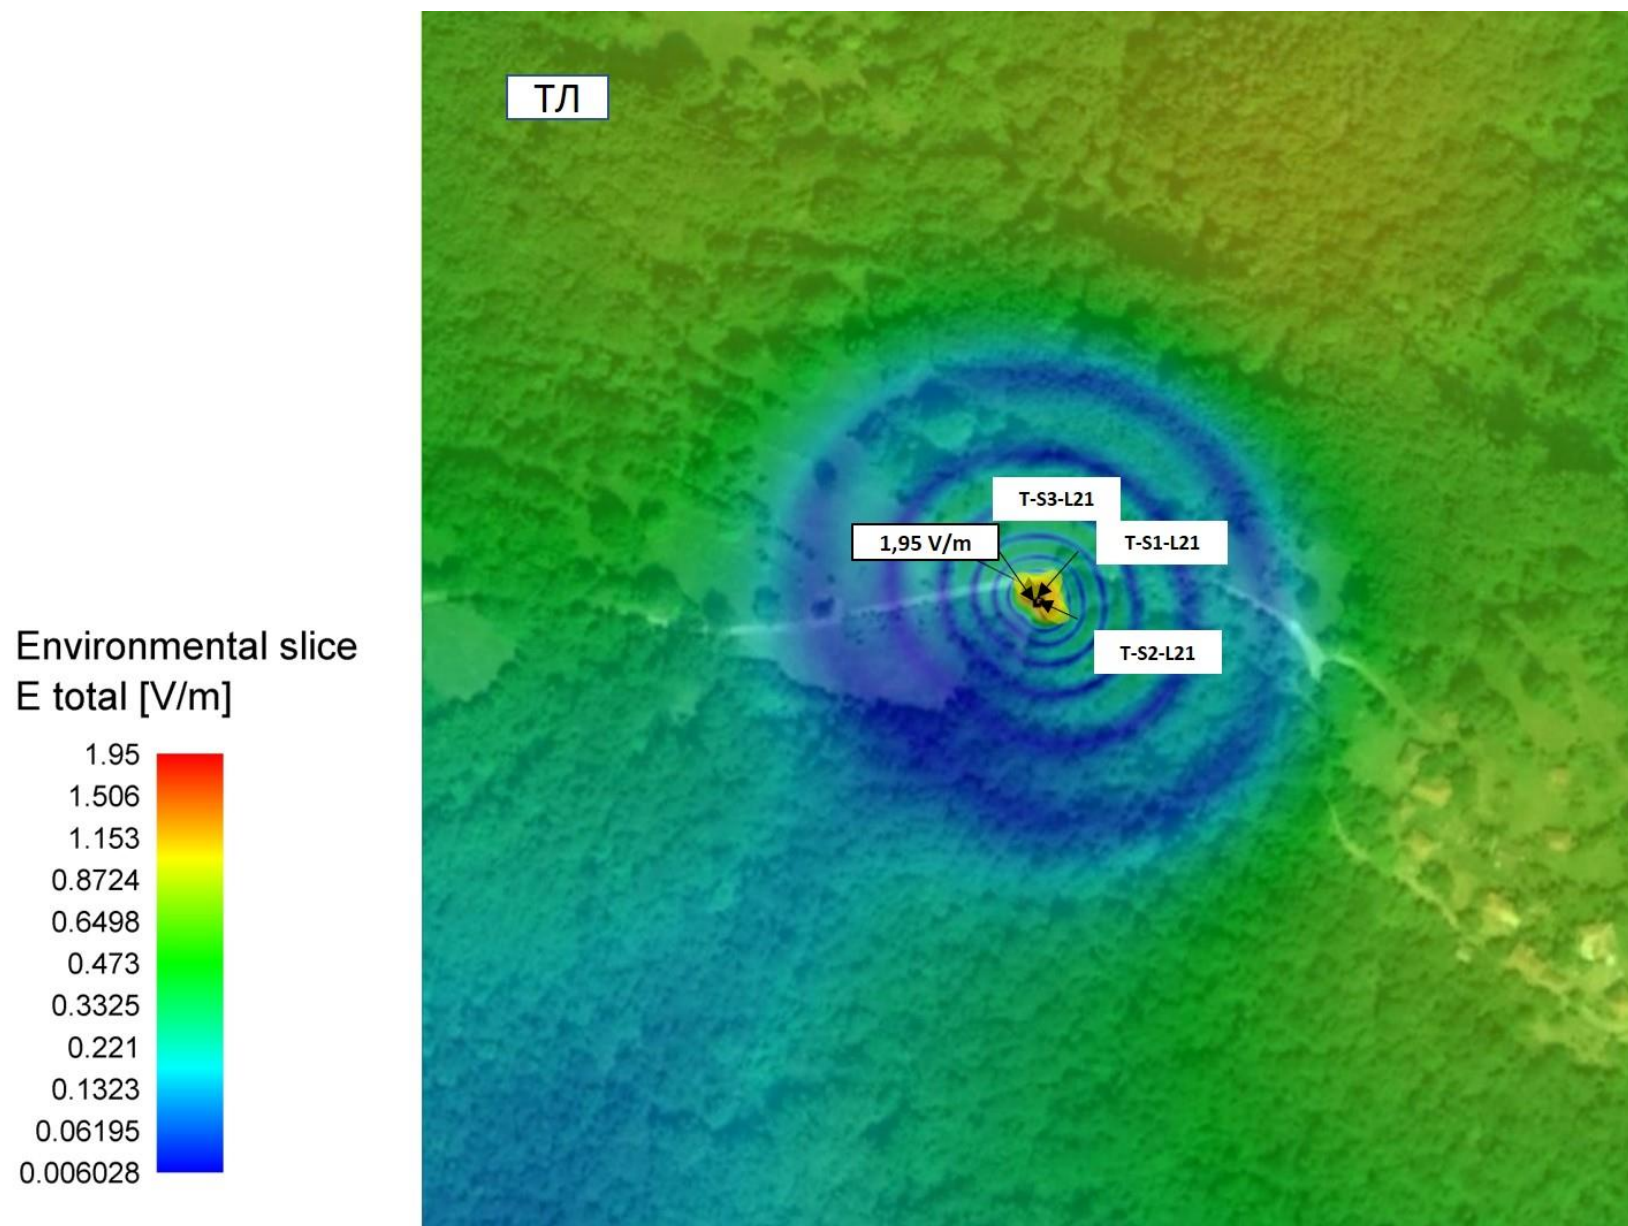 ТЛ
T-S3-L21
1,95 V/m
T-S1-L21
T-S2-L21
Environmental slice
E total [V/m]
1.95
1.506
1.153
0.8724
0.6498
0.473
0.3325
0.221
0.1323
0.06195
0.006028